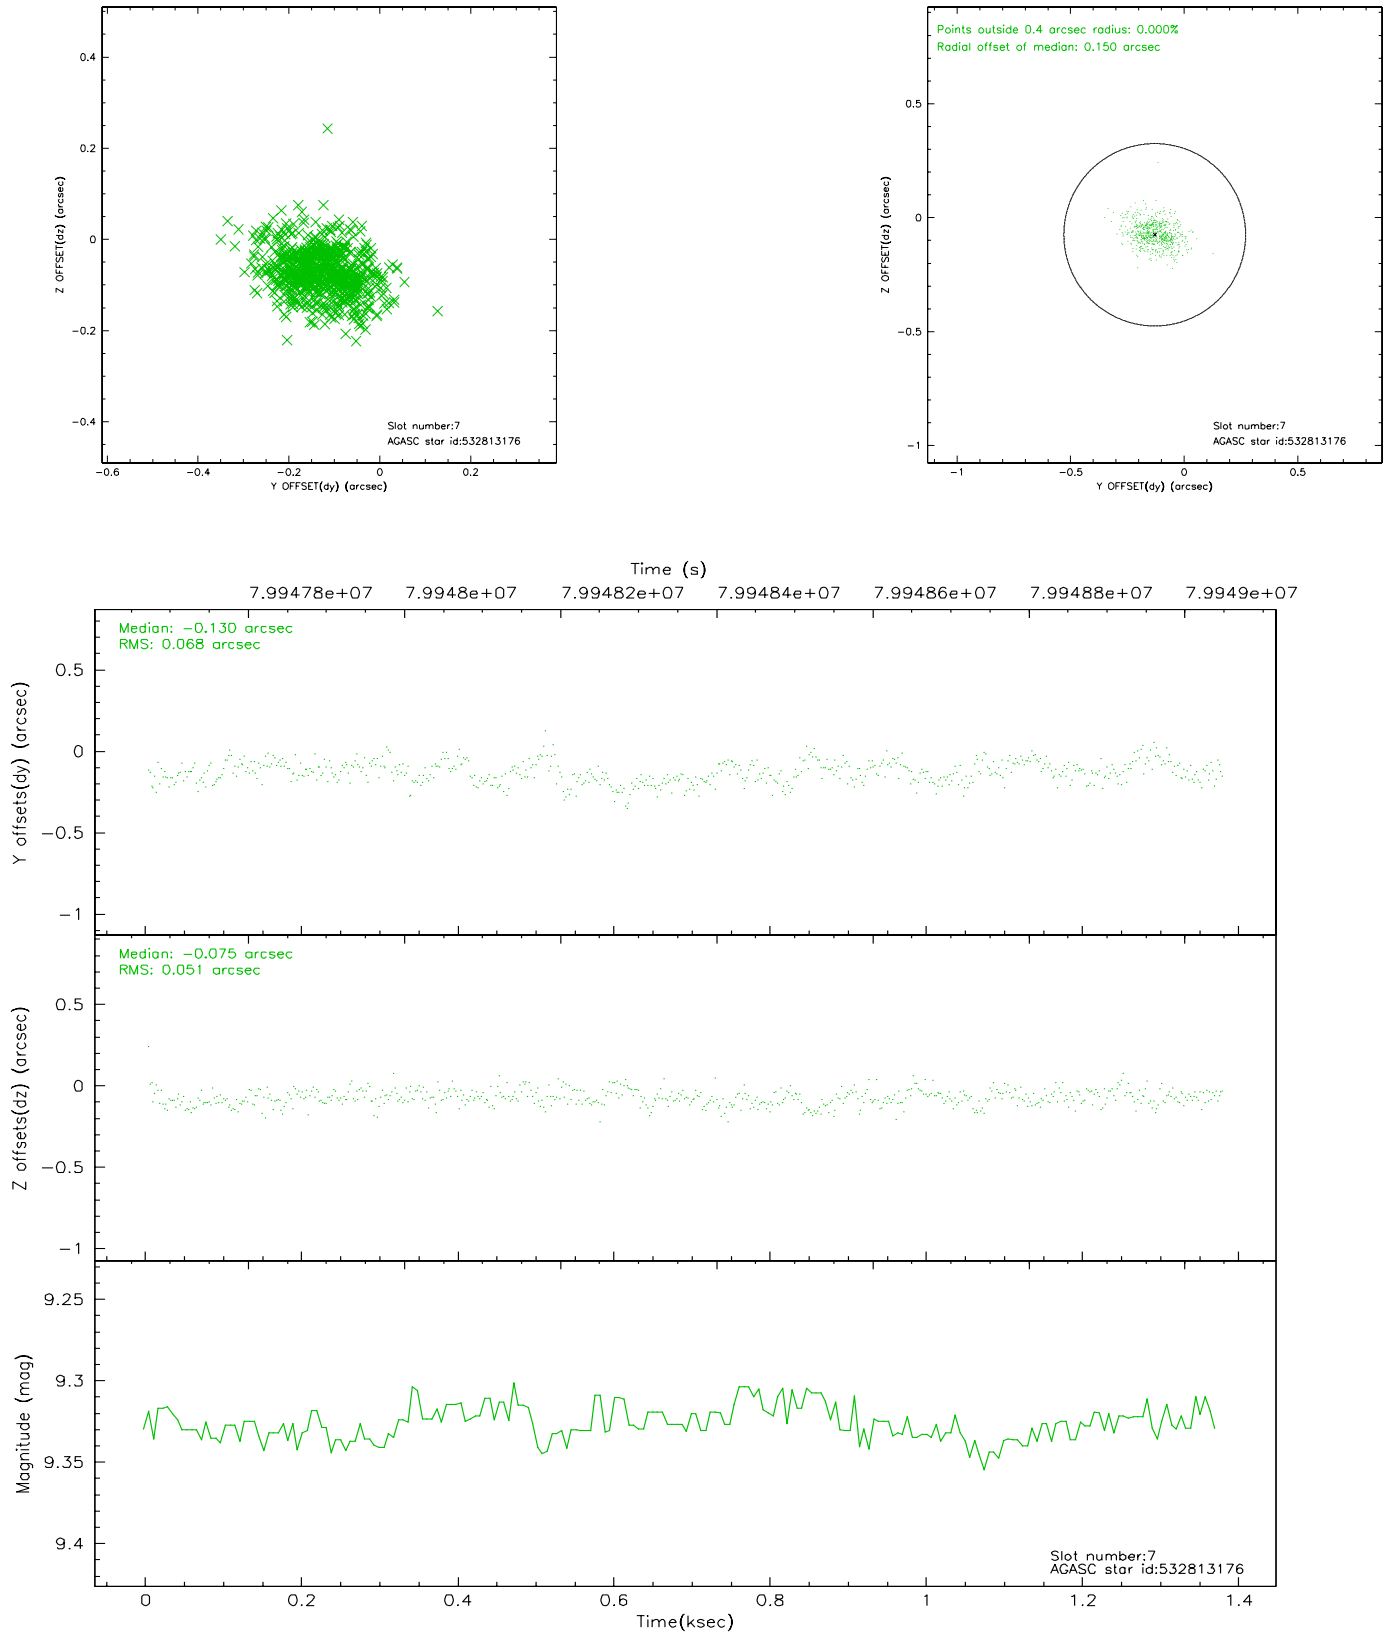 0.4
0.2
0
−0.2
−0.4
Z OFFSET(dz) (arcsec)
Slot number:7
AGASC star id:532813176
−0.6 −0.4 −0.2 0 0.2
Y OFFSET(dy) (arcsec)
Points outside 0.4 arcsec radius: 0.000%
Radial offset of median: 0.150 arcsec
0.5
0
−0.5
−1
Z OFFSET(dz) (arcsec)
Slot number:7
AGASC star id:532813176
−1 −0.5 0 0.5
Y OFFSET(dy) (arcsec)
Time (s)
7.99478e+07 7.9948e+07 7.99482e+07 7.99484e+07 7.99486e+07 7.99488e+07 7.9949e+07
Median: −0.130 arcsec
RMS: 0.068 arcsec
0.5
0
−0.5
−1
Y offsets(dy) (arcsec)
Median: −0.075 arcsec
RMS: 0.051 arcsec
0.5
0
−0.5
−1
Z offsets(dz) (arcsec)
9.25
9.3
9.35
9.4
Magnitude (mag)
Slot number:7
AGASC star id:532813176
0 0.2 0.4 0.6 0.8 1 1.2 1.4
Time(ksec)